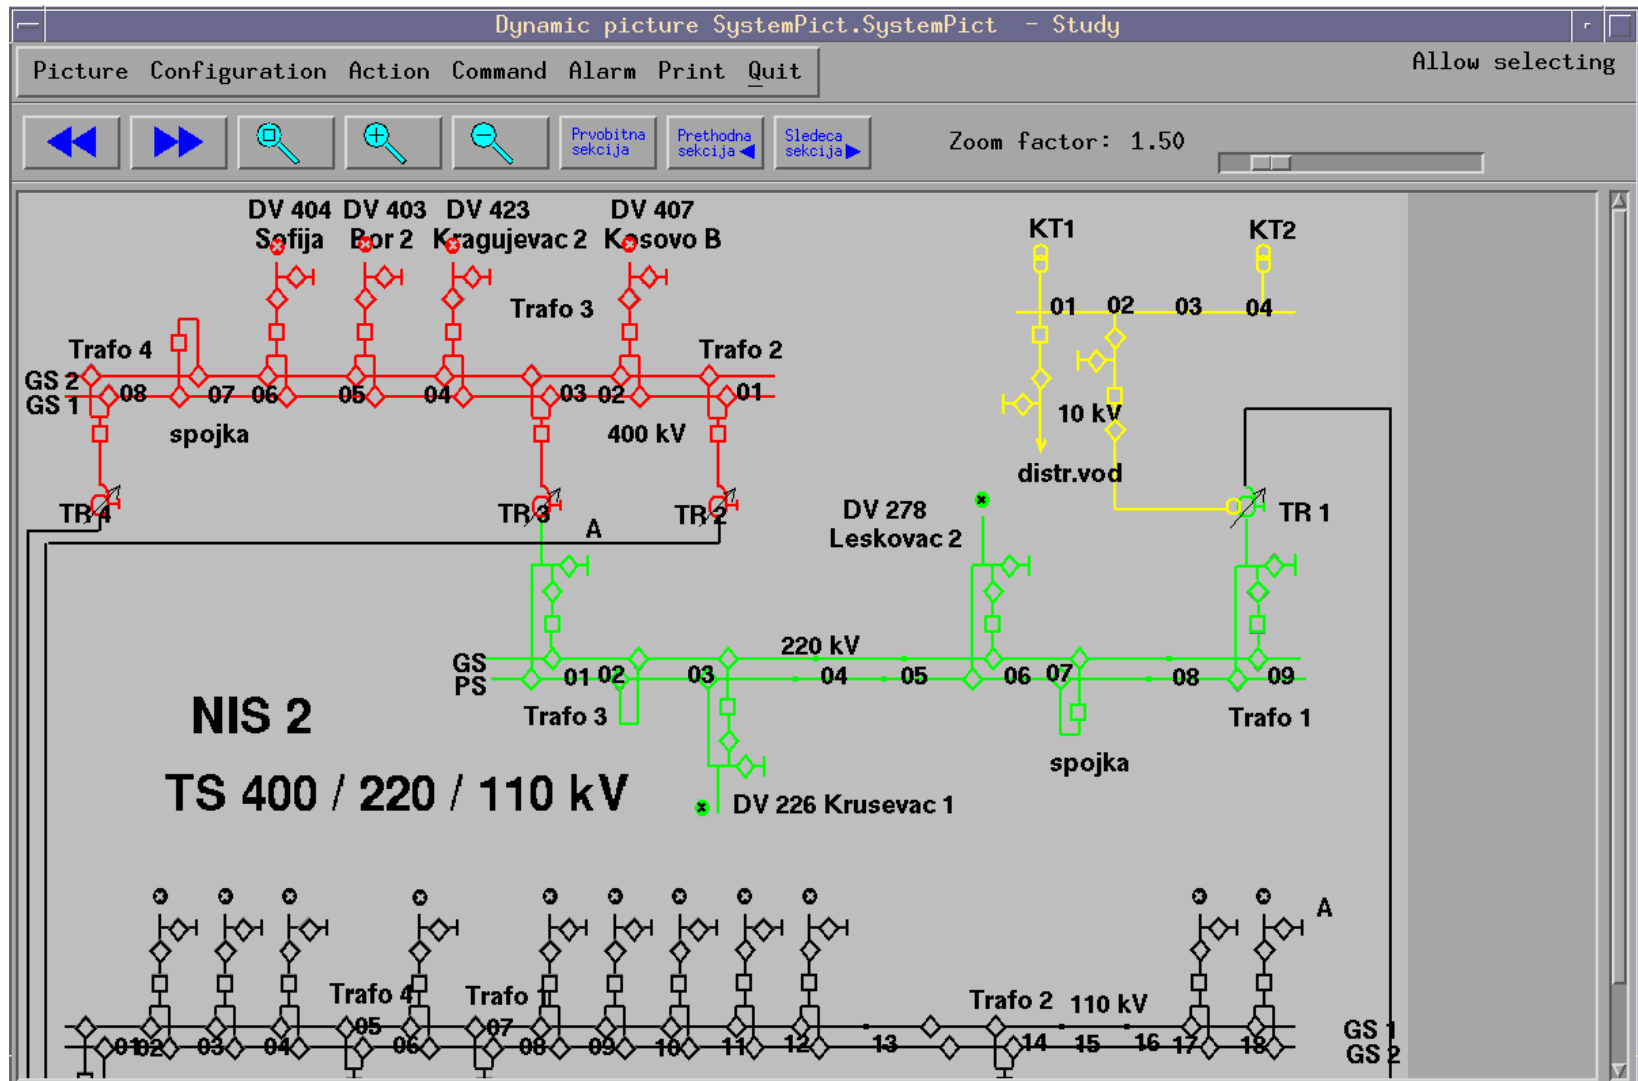 Dynamic picture SystemPict.SystemPict - Study
Picture Configuration Action Command Alarm Print Quit
Allow selecting
Prvobitna
sekcija
Prethodna
sekcija
Sledeca
sekcija
Zoom factor: 1.50
DV 404
Sofija
DV 403
Bor 2
DV 423
Kragujevac 2
DV 407
Kosovo B
KT1
KT2
Trafo 3
01 02 03 04
Trafo 4
Trafo 2
GS 2
GS 1
08 07 06 05 04 03 02 01
spojka
400 kV
10 kV
distr.vod
TR 4
TR 3
TR 2
A
DV 278
Leskovac 2
TR 1
220 kV
GS
PS
01 02 03 04 05 06 07 08 09
Trafo 3
Trafo 1
spojka
NIS 2
TS 400 / 220 / 110 kV
DV 226 Krusevac 1
A
Trafo 4
Trafo 1
Trafo 2
110 kV
GS 1
GS 2
01 02 03 04 05 06 07 08 09 10 11 12 13 14 15 16 17 18